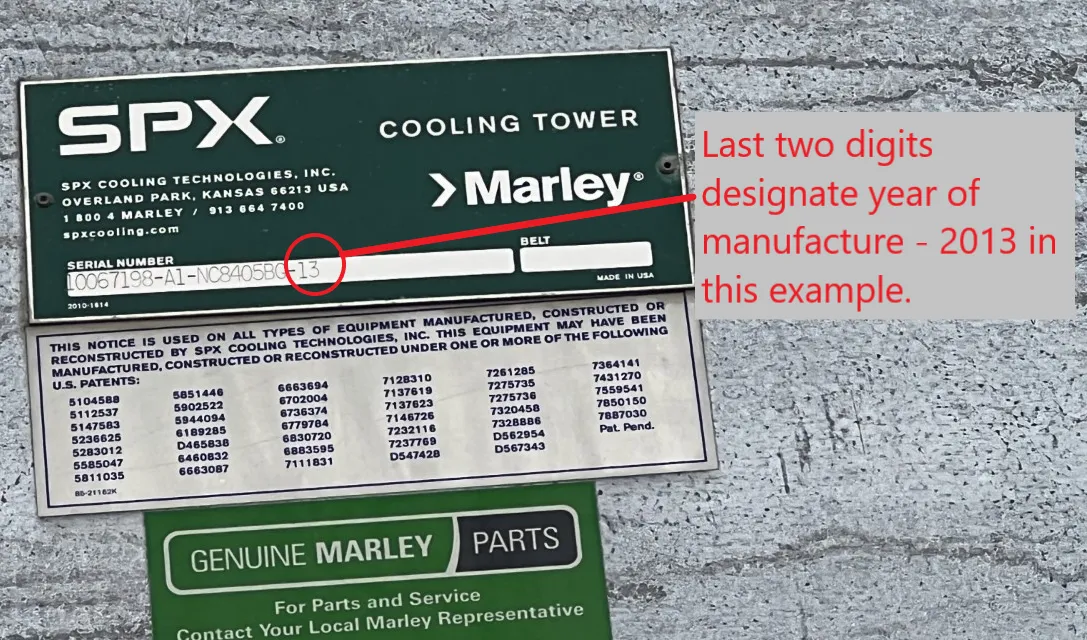 SPX®
COOLING TOWER
SPX COOLING TECHNOLOGIES, INC.
OVERLAND PARK, KANSAS 66213 USA
1 800 4 MARLEY / 913 664 7400
spxcooling.com
Marley®
SERIAL NUMBER
10067198-A1-NC8405BG-13
BELT
MADE IN USA
2010-1614
Last two digits
designate year of
manufacture - 2013 in
this example.
THIS NOTICE IS USED ON ALL TYPES OF EQUIPMENT MANUFACTURED, CONSTRUCTED OR
RECONSTRUCTED BY SPX COOLING TECHNOLOGIES, INC. THIS EQUIPMENT MAY HAVE BEEN
MANUFACTURED, CONSTRUCTED OR RECONSTRUCTED UNDER ONE OR MORE OF THE FOLLOWING
U.S. PATENTS:
5104588
5112537
5147583
5236625
5283012
5585047
5811035
5851446
5902522
5944094
6189285
D465838
6460832
6663087
6663694
6702004
6736374
6779784
6830720
6883595
7111831
7128310
7137619
7137623
7146726
7232116
7237769
D547428
7261285
7275735
7275736
7320458
7328886
D562954
D567343
7364141
7431270
7559541
7850150
7887030
Pat. Pend.
85-21162K
GENUINE MARLEY PARTS
For Parts and Service
Contact Your Local Marley Representative